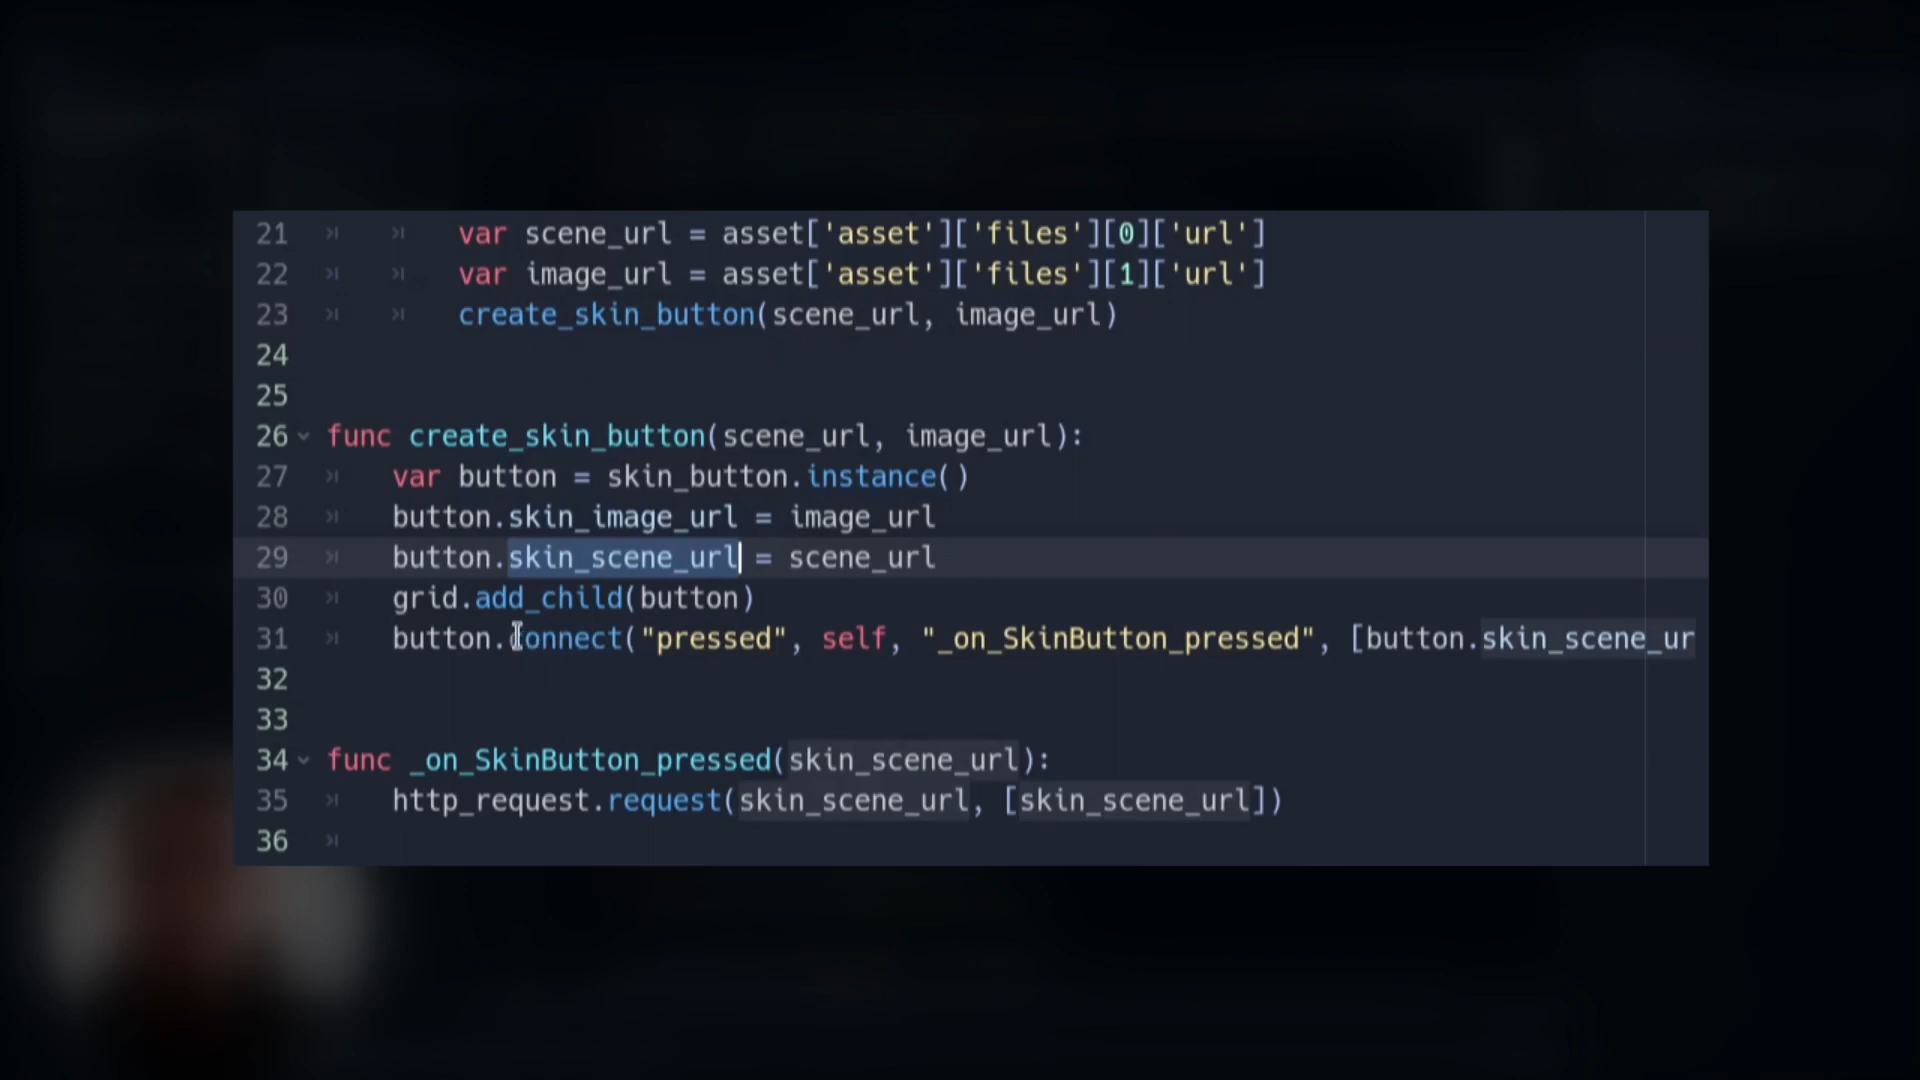 21 var scene_url = asset['asset']['files'][0]['url']
22 var image_url = asset['asset']['files'][1]['url']
23 create_skin_button(scene_url, image_url)
24
25
26 func create_skin_button(scene_url, image_url):
27 var button = skin_button.instance()
28 button.skin_image_url = image_url
29 button.skin_scene_url = scene_url
30 grid.add_child(button)
31 button.connect("pressed", self, "_on_SkinButton_pressed", [button.skin_scene_ur
32
33
34 func _on_SkinButton_pressed(skin_scene_url):
35 http_request.request(skin_scene_url, [skin_scene_url])
36